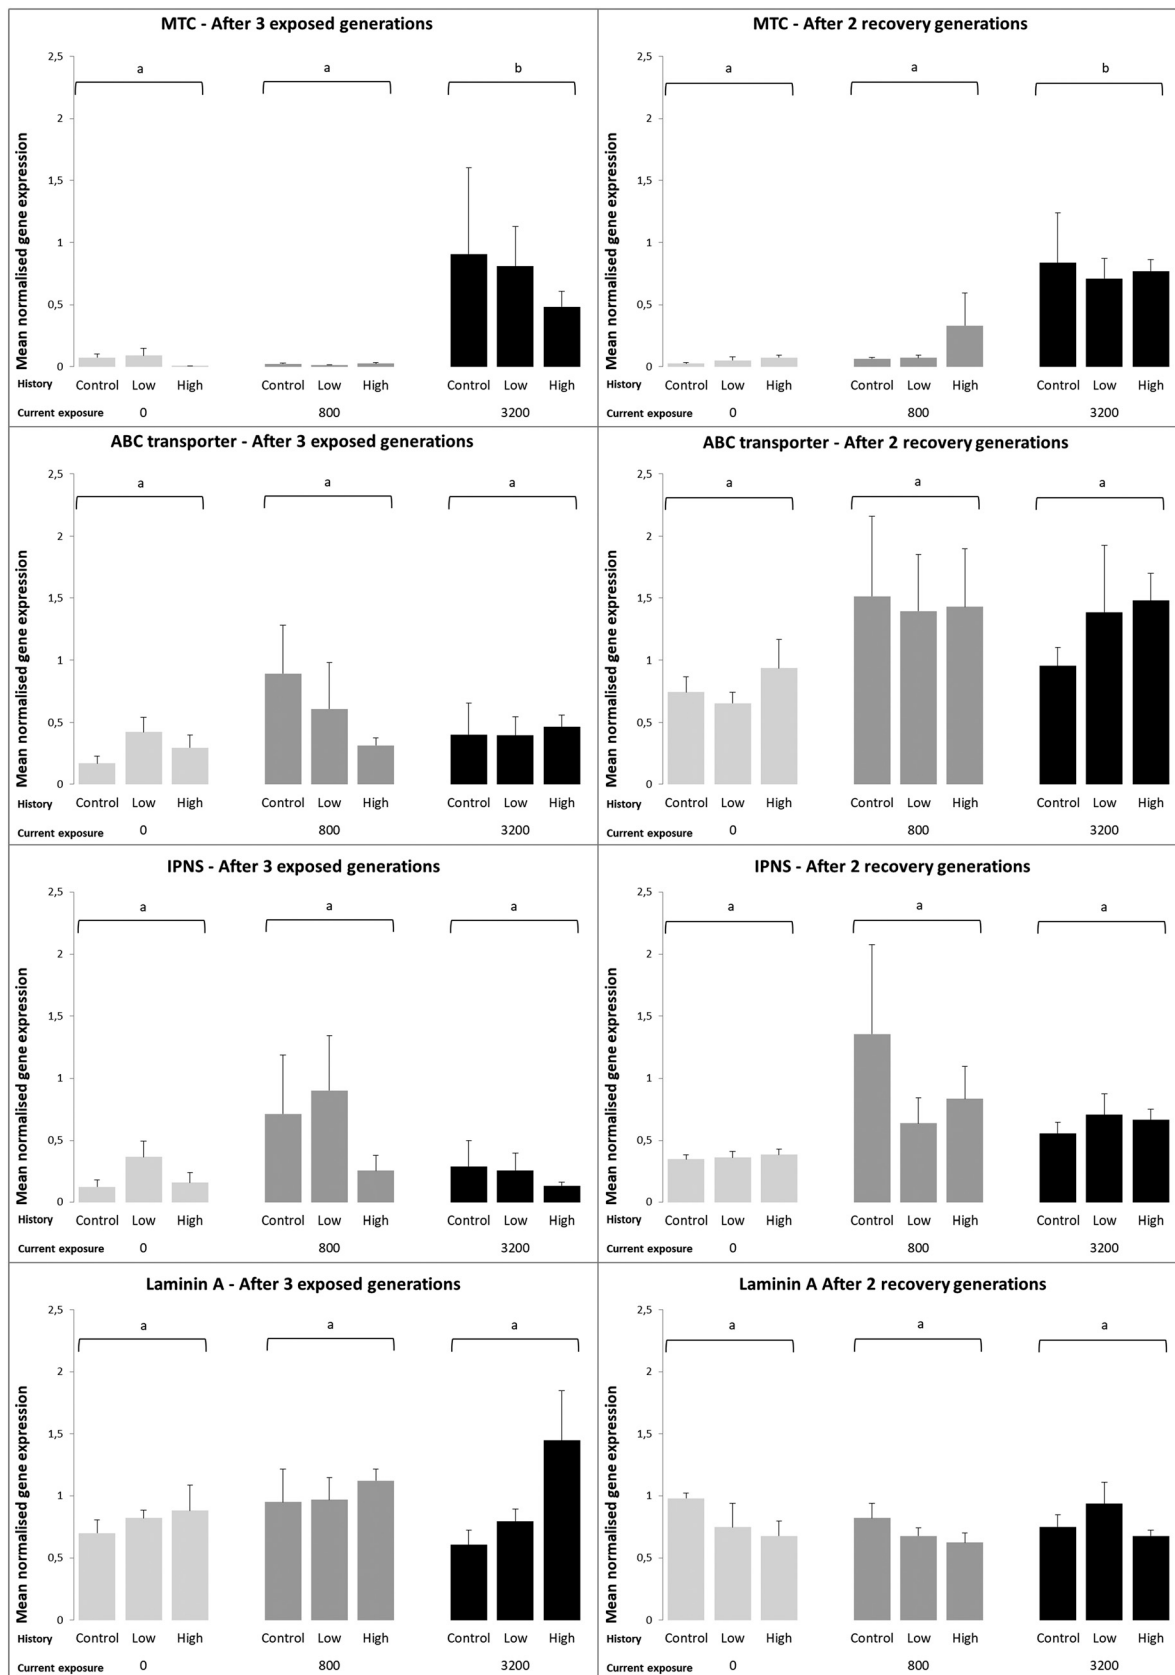 MTC - After 3 exposed generations
2,5
a a b
2
1,5
1
0,5
0
Mean normalised gene expression
History Control Low High Control Low High Control Low High
Current exposure 0 800 3200
MTC - After 2 recovery generations
2,5
a a b
2
1,5
1
0,5
0
Mean normalised gene expression
History Control Low High Control Low High Control Low High
Current exposure 0 800 3200
ABC transporter - After 3 exposed generations
2,5
a a a
2
1,5
1
0,5
0
Mean normalised gene expression
History Control Low High Control Low High Control Low High
Current exposure 0 800 3200
ABC transporter - After 2 recovery generations
2,5
a a a
2
1,5
1
0,5
0
Mean normalised gene expression
History Control Low High Control Low High Control Low High
Current exposure 0 800 3200
IPNS - After 3 exposed generations
2,5
a a a
2
1,5
1
0,5
0
Mean normalised gene expression
History Control Low High Control Low High Control Low High
Current exposure 0 800 3200
IPNS - After 2 recovery generations
2,5
a a a
2
1,5
1
0,5
0
Mean normalised gene expression
History Control Low High Control Low High Control Low High
Current exposure 0 800 3200
Laminin A - After 3 exposed generations
2,5
a a a
2
1,5
1
0,5
0
Mean normalised gene expression
History Control Low High Control Low High Control Low High
Current exposure 0 800 3200
Laminin A After 2 recovery generations
2,5
a a a
2
1,5
1
0,5
0
Mean normalised gene expression
History Control Low High Control Low High Control Low High
Current exposure 0 800 3200